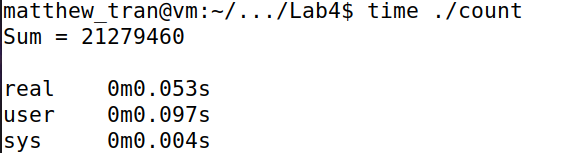 matthew_tran@vm:~/.../Lab4$ time ./count
Sum = 21279460
real    0m0.053s
user    0m0.097s
sys     0m0.004s